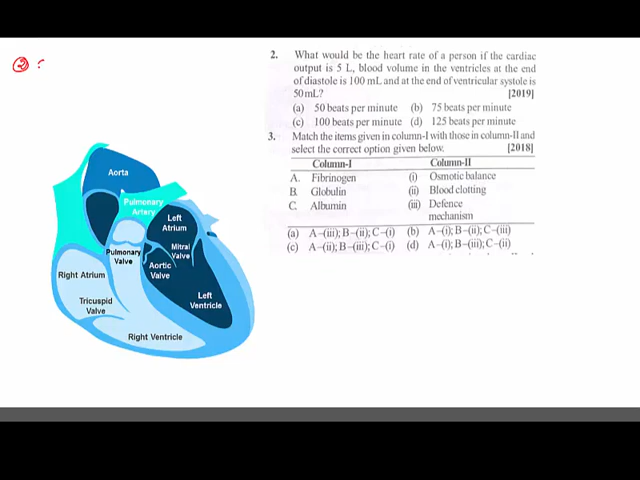 ② :
2. What would be the heart rate of a person if the cardiac
output is 5 L, blood volume in the ventricles at the end
of diastole is 100 mL and at the end of ventricular systole is
50 mL? [2019]
(a) 50 beats per minute (b) 75 beats per minute
(c) 100 beats per minute (d) 125 beats per minute
3. Match the items given in column-I with those in column-II and
select the correct option given below. [2018]
Column-I Column-II
A. Fibrinogen (i) Osmotic balance
B. Globulin (ii) Blood clotting
C. Albumin (iii) Defence
mechanism
(a) A–(iii); B–(ii); C–(i) (b) A–(i); B–(ii); C–(iii)
(c) A–(ii); B–(iii); C–(i) (d) A–(i); B–(iii); C–(ii)
Aorta
Pulmonary
Artery
Left
Atrium
Mitral
Valve
Pulmonary
Valve
Aortic
Valve
Right Atrium
Left
Ventricle
Tricuspid
Valve
Right Ventricle